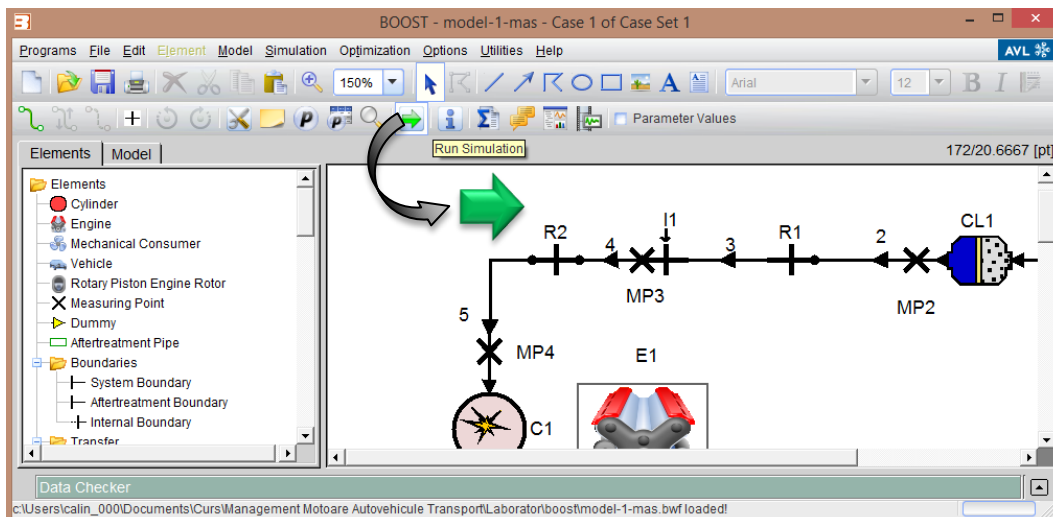 BOOST - model-1-mas - Case 1 of Case Set 1
Programs File Edit Element Model Simulation Optimization Options Utilities Help
AVL
150%
A
Arial
12
B I
P
P
i
Σ
Parameter Values
Run Simulation
Elements
Model
172/20.6667 [pt]
Elements
Cylinder
Engine
Mechanical Consumer
Vehicle
Rotary Piston Engine Rotor
Measuring Point
Dummy
Aftertreatment Pipe
Boundaries
System Boundary
Aftertreatment Boundary
Internal Boundary
Transfer
R2
4
I1
3
R1
2
CL1
MP3
MP2
5
MP4
E1
C1
Data Checker
c:\Users\calin_000\Documents\Curs\Management Motoare Autovehicule Transport\Laborator\boost\model-1-mas.bwf loaded!